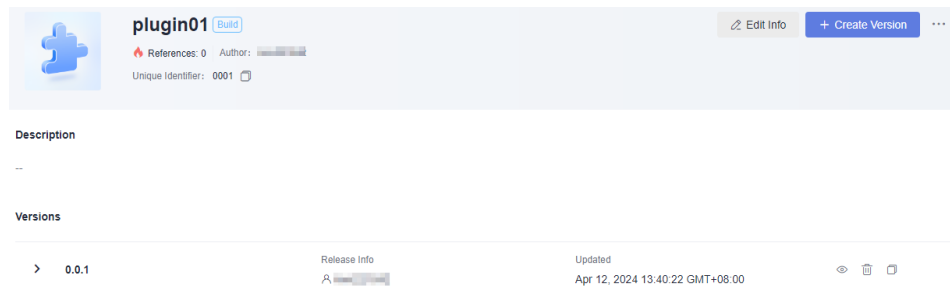 plugin01 Build
Edit Info
+ Create Version
References: 0 Author:
Unique Identifier: 0001
Description
--
Versions
0.0.1
Release Info
Updated
Apr 12, 2024 13:40:22 GMT+08:00